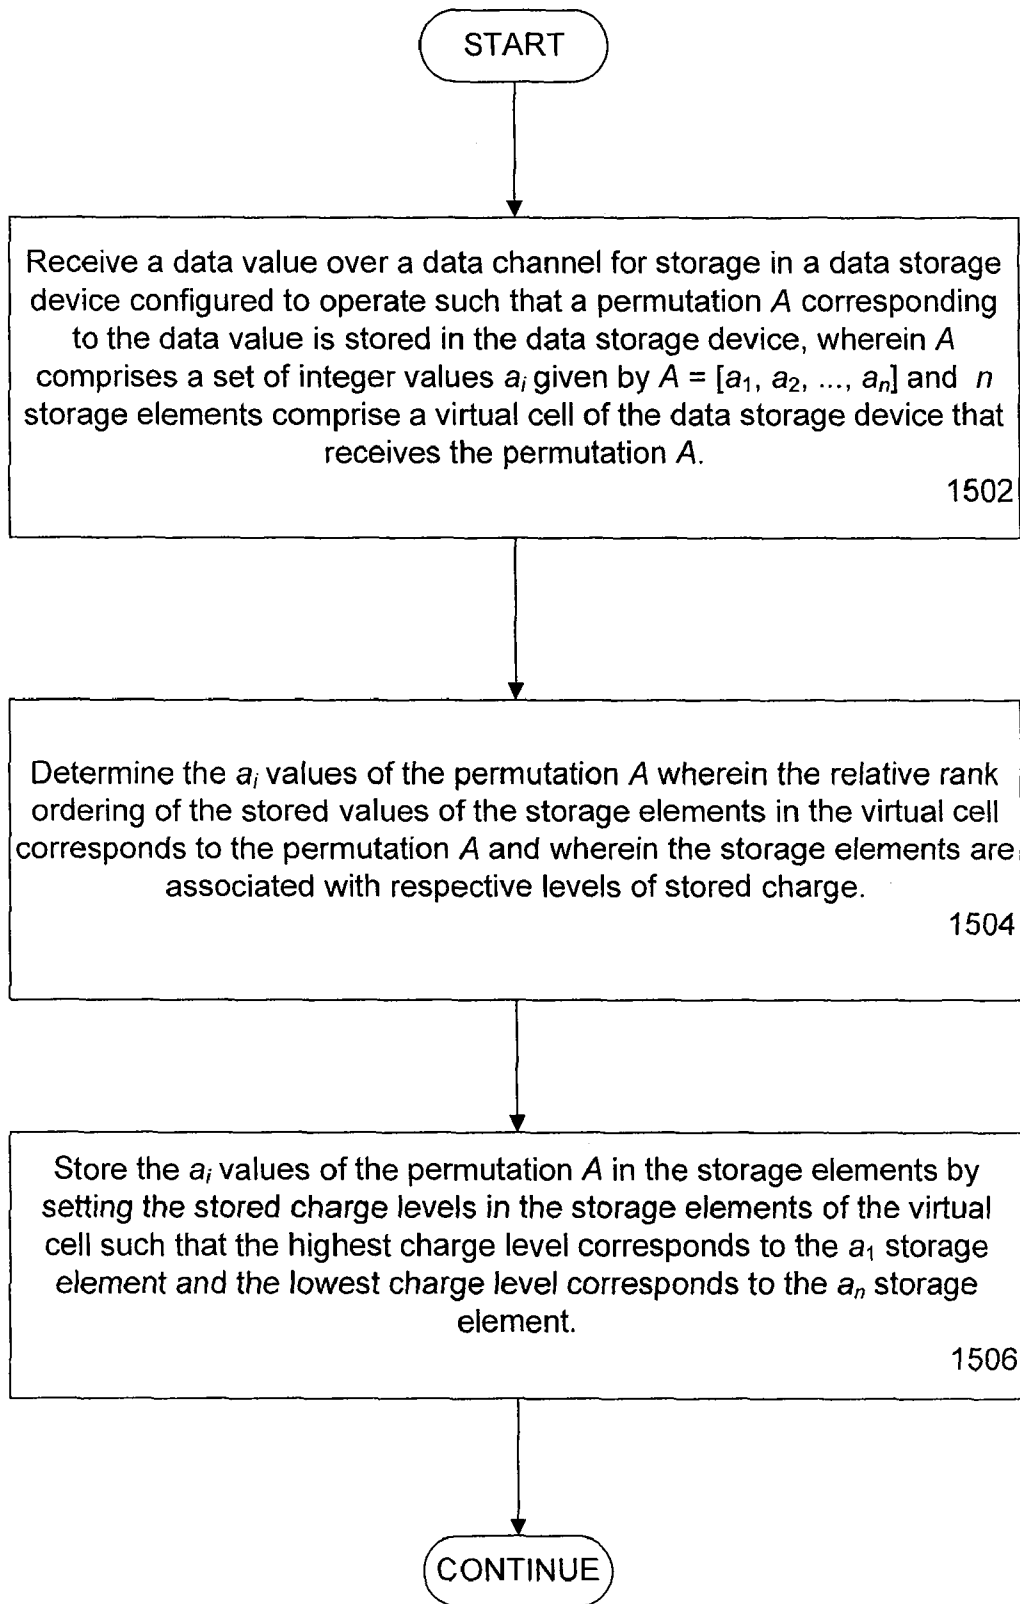 START
Receive a data value over a data channel for storage in a data storage
device configured to operate such that a permutation A corresponding
to the data value is stored in the data storage device, wherein A
comprises a set of integer values aᵢ given by A = [a₁, a₂, ..., aₙ] and n
storage elements comprise a virtual cell of the data storage device that
receives the permutation A.
1502
Determine the aᵢ values of the permutation A wherein the relative rank
ordering of the stored values of the storage elements in the virtual cell
corresponds to the permutation A and wherein the storage elements are
associated with respective levels of stored charge.
1504
Store the aᵢ values of the permutation A in the storage elements by
setting the stored charge levels in the storage elements of the virtual
cell such that the highest charge level corresponds to the a₁ storage
element and the lowest charge level corresponds to the aₙ storage
element.
1506
CONTINUE